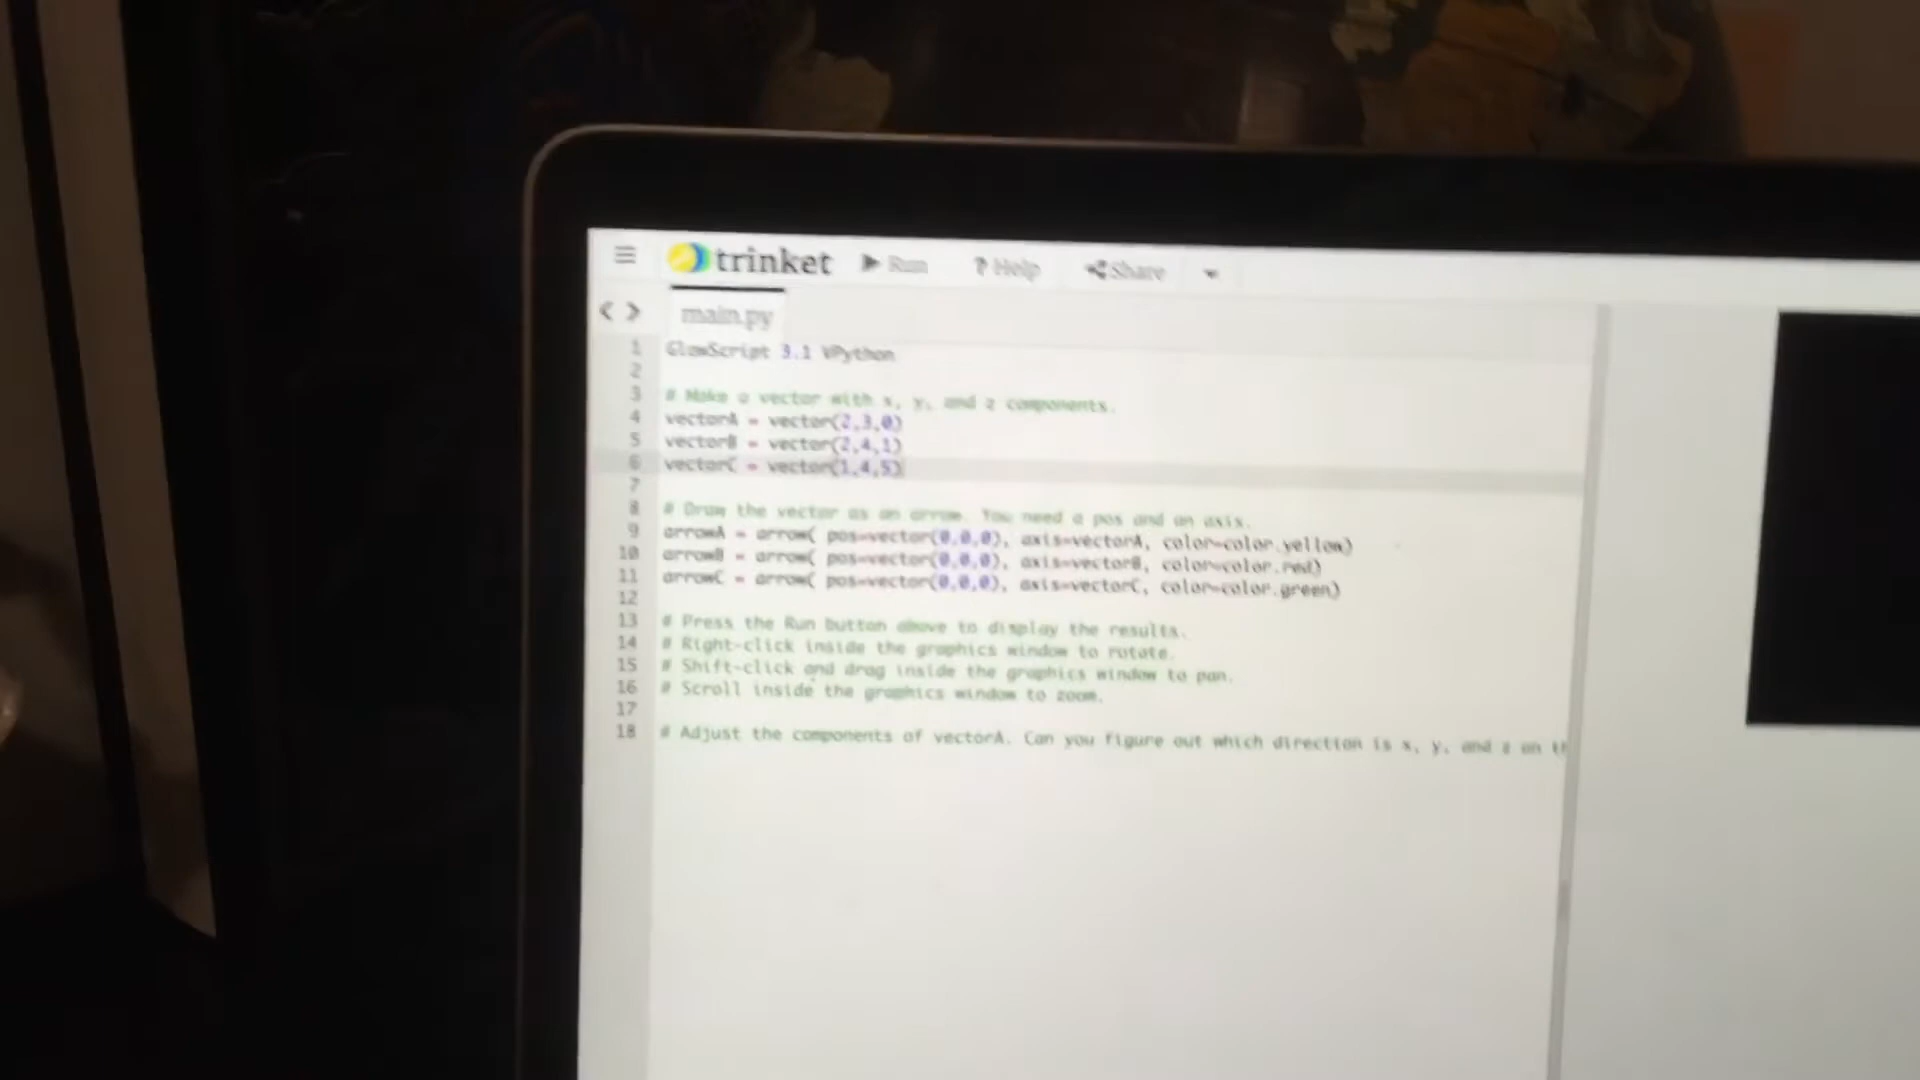 trinket Run ? Help Share
main.py
1 GlowScript 3.1 VPython
2
3 # Make a vector with x, y, and z components.
4 vectorA = vector(2,3,0)
5 vectorB = vector(2,4,1)
6 vectorC = vector(1,4,5)
7
8 # Draw the vector as an arrow. You need a pos and an axis.
9 arrowA = arrow( pos=vector(0,0,0), axis=vectorA, color=color.yellow)
10 arrowB = arrow( pos=vector(0,0,0), axis=vectorB, color=color.red)
11 arrowC = arrow( pos=vector(0,0,0), axis=vectorC, color=color.green)
12
13 # Press the Run button above to display the results.
14 # Right-click inside the graphics window to rotate.
15 # Shift-click and drag inside the graphics window to pan.
16 # Scroll inside the graphics window to zoom.
17
18 # Adjust the components of vectorA. Can you figure out which direction is x, y, and z on